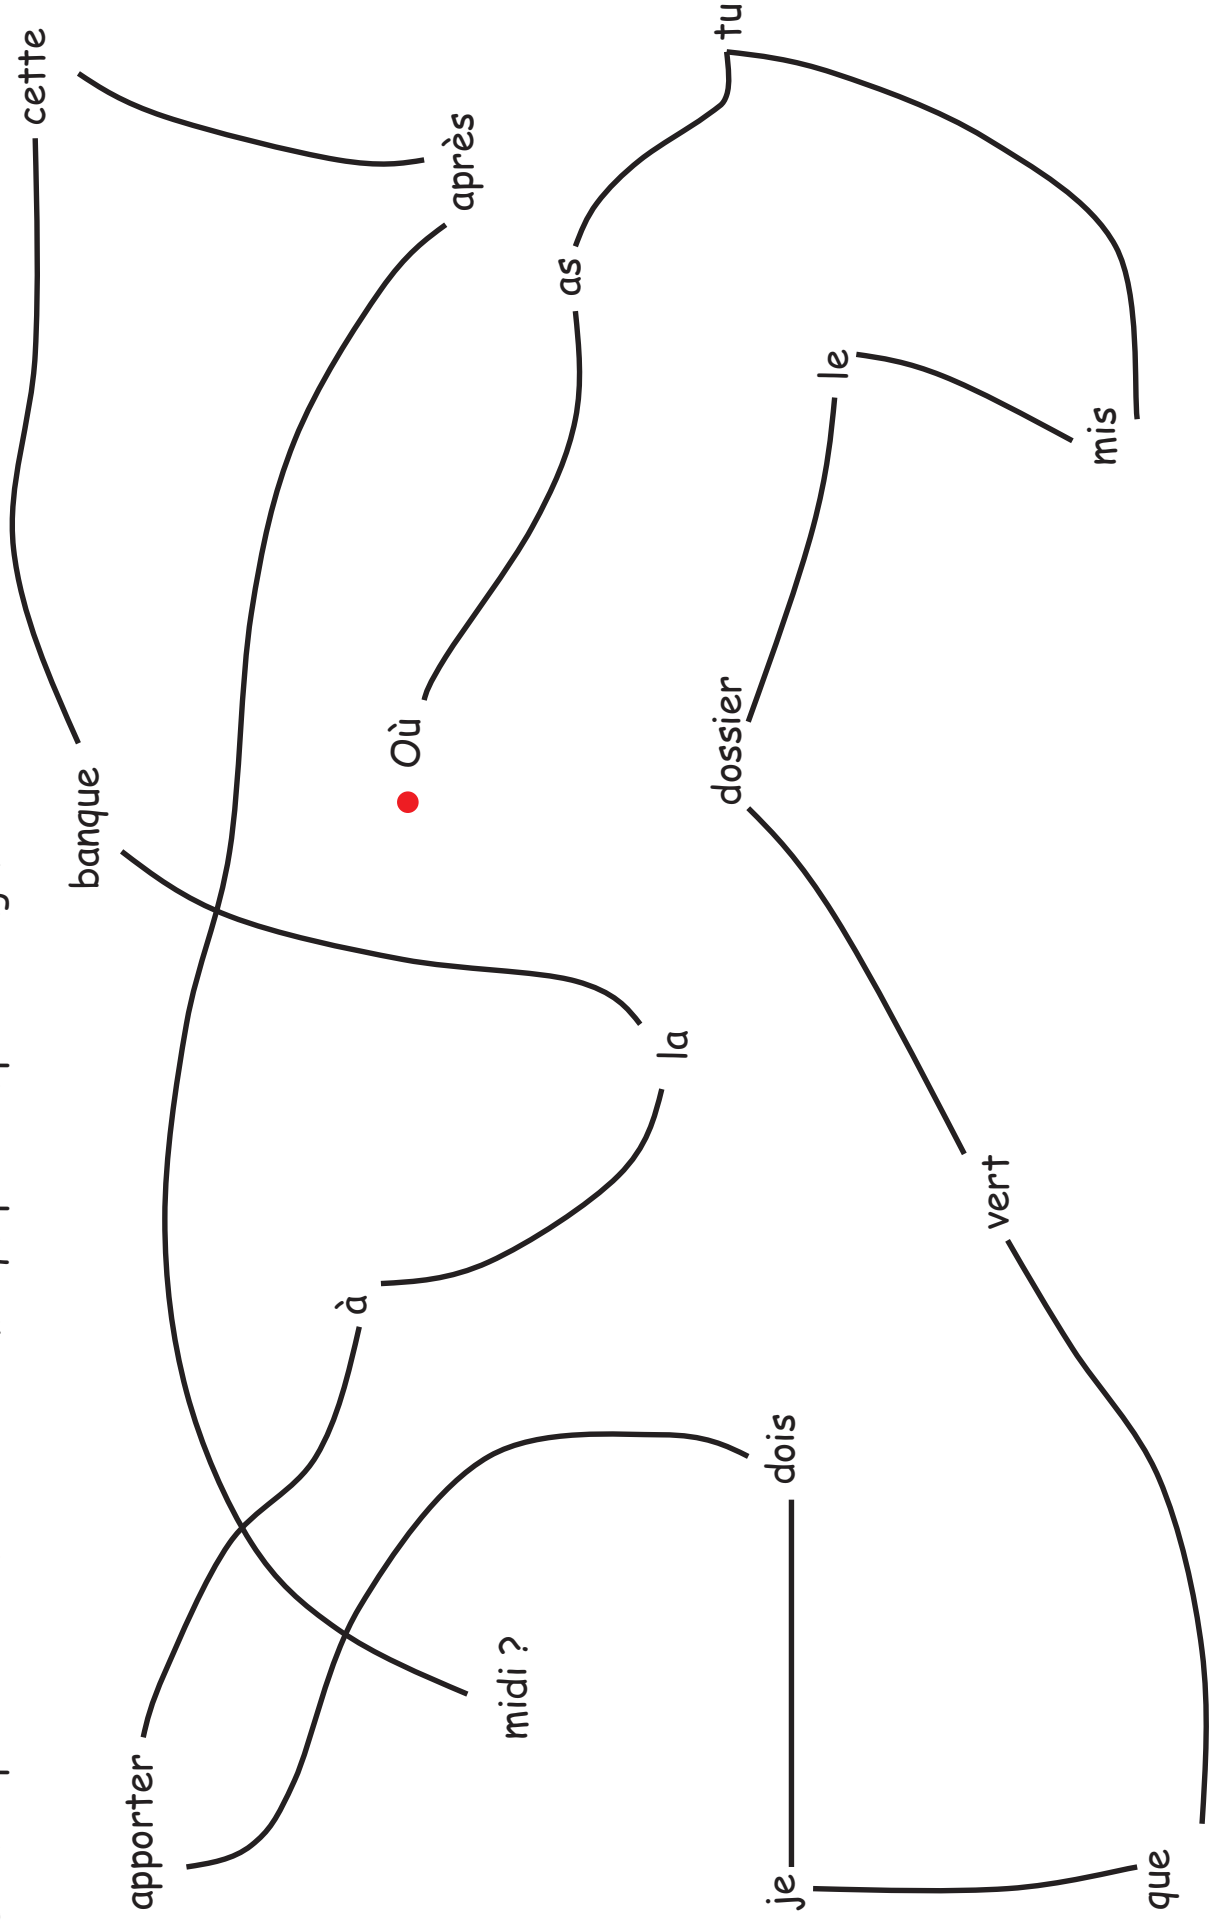 Où
as
tu
mis
le
dossier
vert
que
je
dois
apporter
à
la
banque
cette
après
midi ?